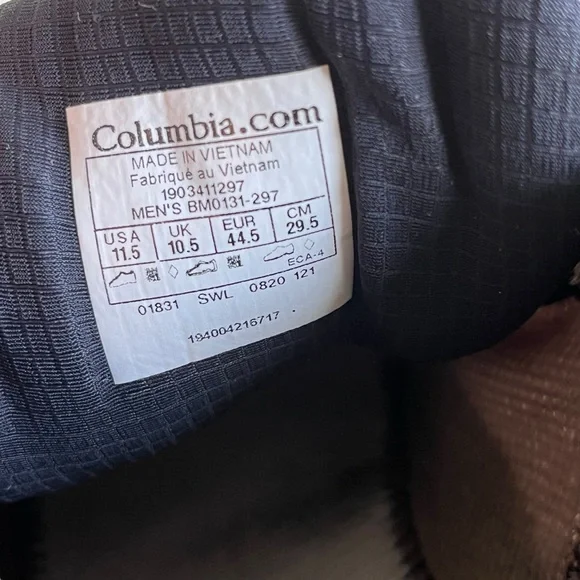 Columbia.com
MADE IN VIETNAM
Fabriqué au Vietnam
1903411297
MEN'S BM0131-297
USA UK EUR CM
11.5 10.5 44.5 29.5
ECA-4
01831 SWL 0820 121
194004216717